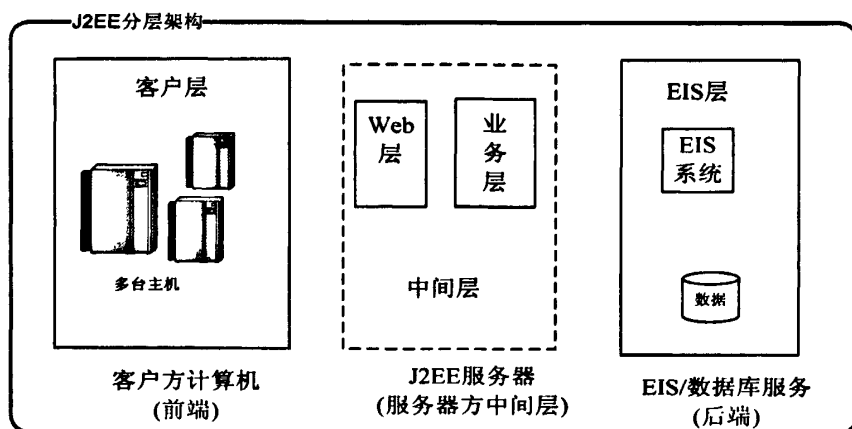 J2EE分层架构
客户层
多台主机
客户方计算机
(前端)
Web
层
业
务
层
中间层
J2EE服务器
(服务器方中间层)
EIS层
EIS
系统
数据
EIS/数据库服务
(后端)